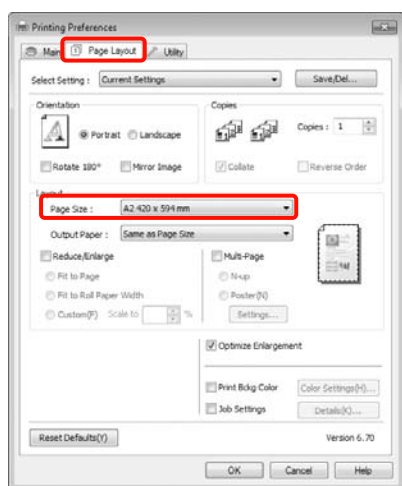 Printing Preferences
Main Page Layout Utility
Select Setting : Current Settings Save/Del...
Orientation Copies
Portrait Landscape Copies : 1
Rotate 180° Mirror Image Collate Reverse Order
Layout
Page Size : A2 420 x 594 mm
Output Paper : Same as Page Size
Reduce/Enlarge Multi-Page
Fit to Page N-up
Fit to Roll Paper Width Poster(N)
Custom(F) Scale to % Settings...
Optimize Enlargement
Print Bckg Color Color Settings(H)...
Job Settings Details(K)...
Reset Defaults(Y) Version 6.70
OK Cancel Help